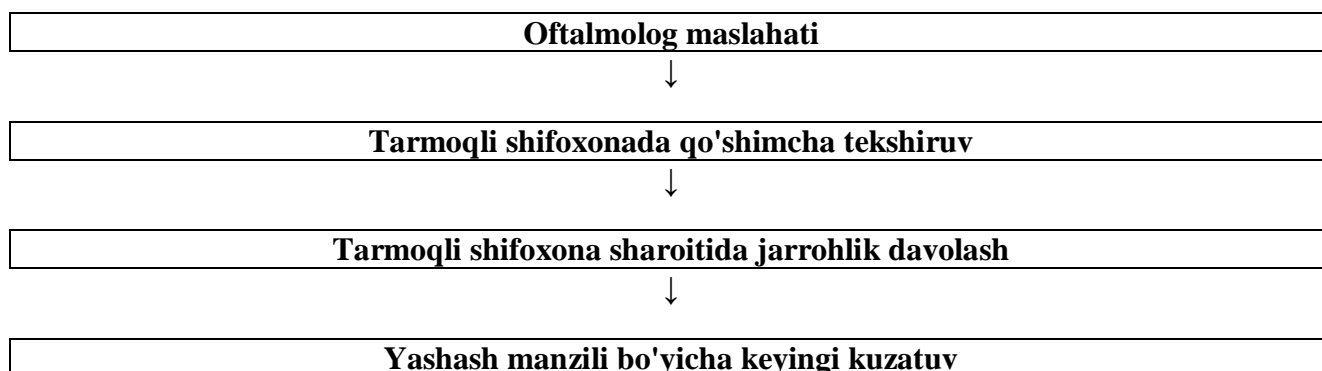 Oftalmolog maslahati
↓
Tarmoqli shifoxonada qo'shimcha tekshiruv
↓
Tarmoqli shifoxona sharoitida jarrohlik davolash
↓
Yashash manzili bo'yicha keyingi kuzatuv